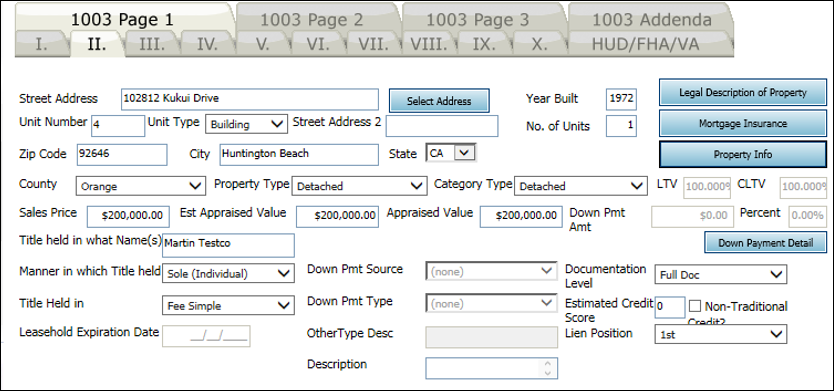 1003 Page 1 1003 Page 2 1003 Page 3 1003 Addenda
I. II. III. IV. V. VI. VII. VIII. IX. X. HUD/FHA/VA
Street Address 102812 Kukui Drive Select Address Year Built 1972 Legal Description of Property
Unit Number 4 Unit Type Building Street Address 2 No. of Units 1 Mortgage Insurance
Zip Code 92646 City Huntington Beach State CA Property Info
County Orange Property Type Detached Category Type Detached LTV 100.000% CLTV 100.000%
Sales Price $200,000.00 Est Appraised Value $200,000.00 Appraised Value $200,000.00 Down Pmt Amt $0.00 Percent 0.00%
Title held in what Name(s) Martin Testco Down Payment Detail
Manner in which Title held Sole (Individual) Down Pmt Source (none) Documentation Level Full Doc
Title Held in Fee Simple Down Pmt Type (none) Estimated Credit Score 0 Non-Traditional Credit?
Leasehold Expiration Date __/__/____ OtherType Desc Lien Position 1st
Description